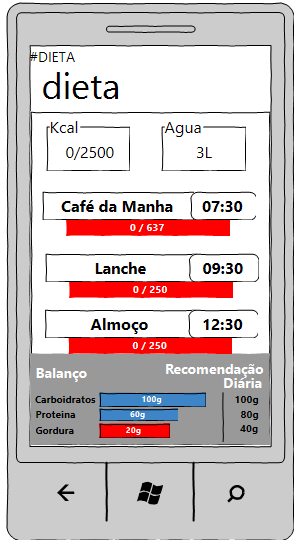 #DIETA
dieta
Kcal Agua
0/2500 3L
Café da Manha 07:30
0 / 637
Lanche 09:30
0 / 250
Almoço 12:30
0 / 250
Balanço Recomendação
Diária
Carboidratos 100g 100g
Proteina 60g 80g
Gordura 20g 40g